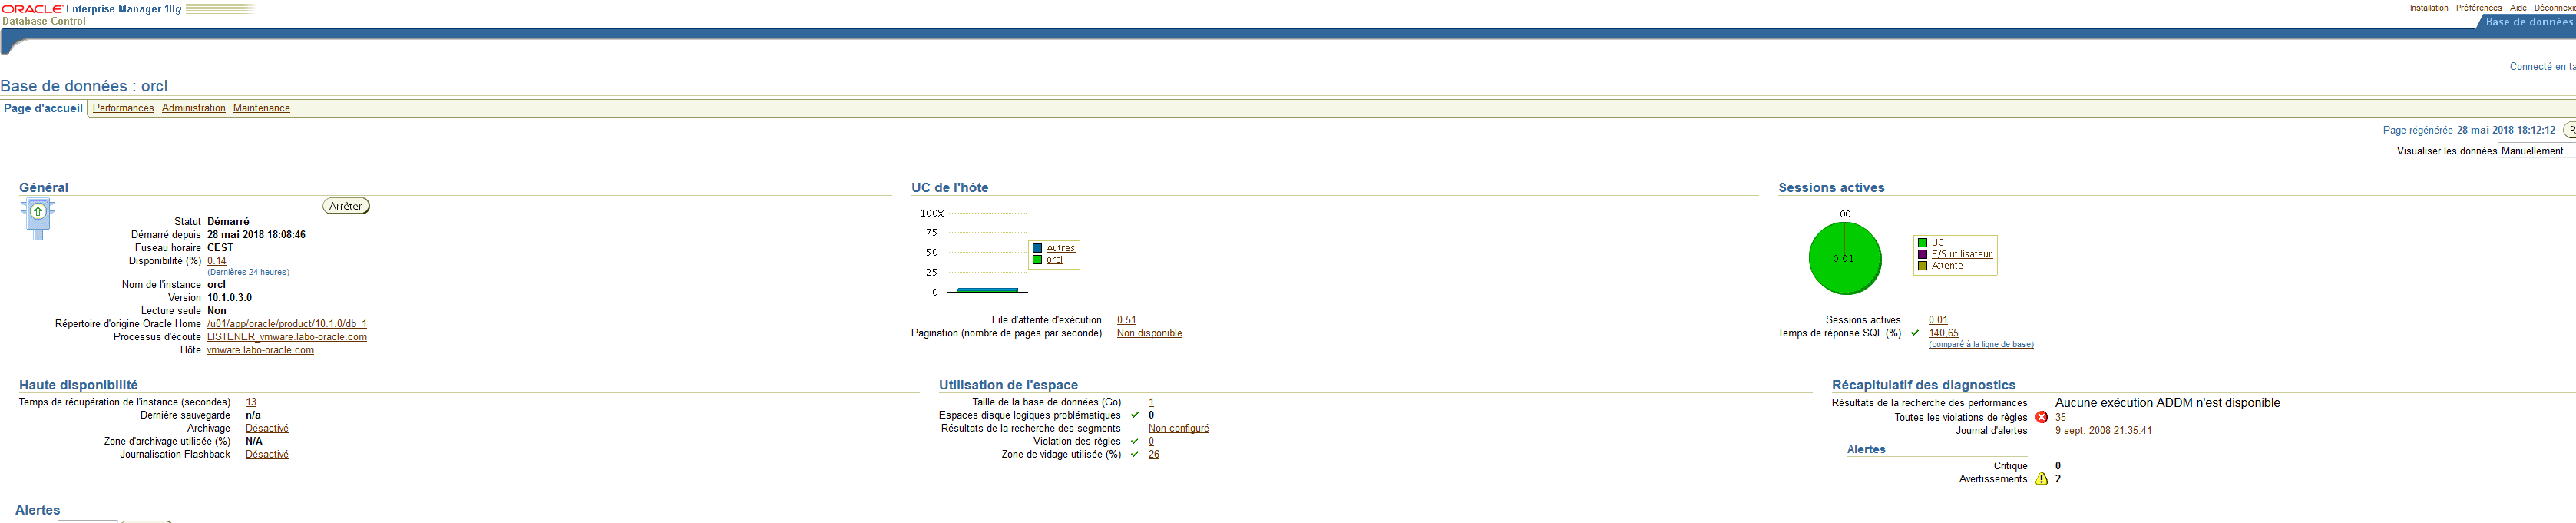 ORACLE Enterprise Manager 10g
Database Control
Installation Préférences Aide
Base de données
Connecté en
Base de données : orcl
Page d'accueil Performances Administration Maintenance
Page régénérée 28 mai 2018 18:12:12
Visualiser les données Manuellement
Général
Arrêter
Statut Démarré
Démarré depuis 28 mai 2018 18:08:46
Fuseau horaire CEST
Disponibilité (%) 0.14
(Dernières 24 heures)
Nom de l'instance orcl
Version 10.1.0.3.0
Lecture seule Non
Répertoire d'origine Oracle Home /u01/app/oracle/product/10.1.0/db_1
Processus d'écoute LISTENER_vmware.labo-oracle.com
Hôte vmware.labo-oracle.com
UC de l'hôte
100%
75
50
25
0
Autres
orcl
File d'attente d'exécution 0.51
Pagination (nombre de pages par seconde) Non disponible
Sessions actives
00
0,01
UC
E/S utilisateur
Attente
Sessions actives 0.01
Temps de réponse SQL (%) 140.65
(comparé à la ligne de base)
Haute disponibilité
Temps de récupération de l'instance (secondes) 13
Dernière sauvegarde n/a
Archivage Désactivé
Zone d'archivage utilisée (%) N/A
Journalisation Flashback Désactivé
Utilisation de l'espace
Taille de la base de données (Go) 1
Espaces disque logiques problématiques 0
Résultats de la recherche des segments Non configuré
Violation des règles 0
Zone de vidage utilisée (%) 26
Récapitulatif des diagnostics
Résultats de la recherche des performances Aucune exécution ADDM n'est disponible
Toutes les violations de règles 35
Journal d'alertes 9 sept. 2008 21:35:41
Alertes
Critique 0
Avertissements 2
Alertes